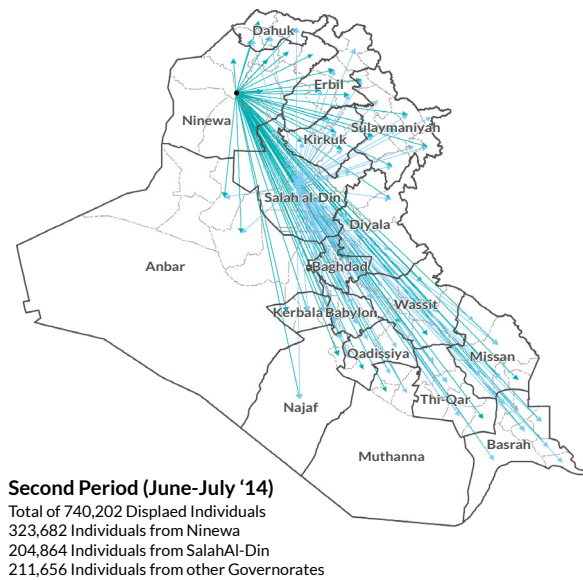 Dahuk
Erbil
Ninewa
Kirkuk
Sulaymaniyah
Salah al-Din
Diyala
Anbar
Baghdad
Wassit
Kerbala
Babylon
Qadissiya
Missan
Najaf
Thi-Qar
Muthanna
Basrah
Second Period (June-July ‘14)
Total of 740,202 Displaed Individuals
323,682 Individuals from Ninewa
204,864 Individuals from SalahAl-Din
211,656 Individuals from other Governorates